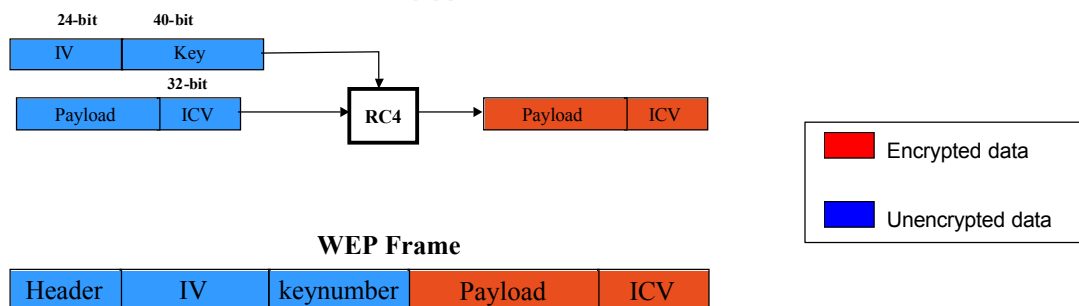 24-bit 40-bit
IV Key
32-bit
Payload ICV RC4 Payload ICV
Encrypted data
Unencrypted data
WEP Frame
Header IV keynumber Payload ICV